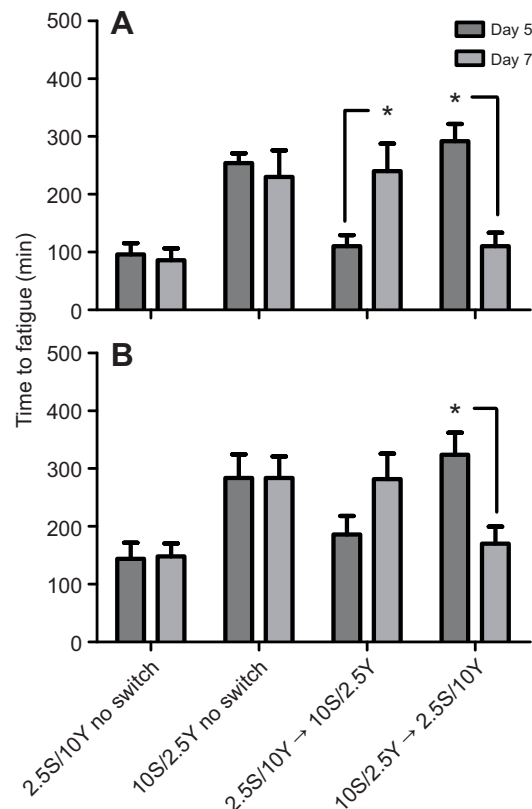 A
Day 5
Day 7
500
400
300
200
100
0
*
*
Time to fatigue (min)
B
500
400
300
200
100
0
*
2.5S/10Y no switch
10S/2.5Y no switch
2.5S/10Y → 10S/2.5Y
10S/2.5Y → 2.5S/10Y